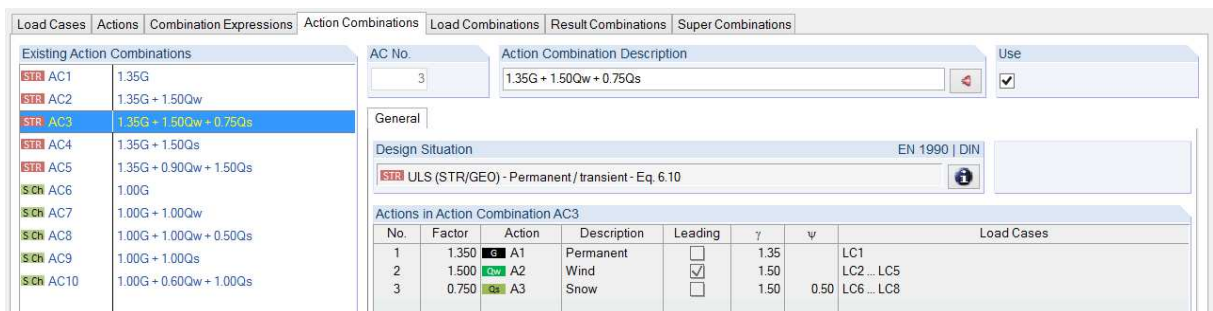 Load Cases Actions Combination Expressions Action Combinations Load Combinations Result Combinations Super Combinations
Existing Action Combinations
STR AC1 1.35G
STR AC2 1.35G + 1.50Qw
STR AC3 1.35G + 1.50Qw + 0.75Qs
STR AC4 1.35G + 1.50Qs
STR AC5 1.35G + 0.90Qw + 1.50Qs
S Ch AC6 1.00G
S Ch AC7 1.00G + 1.00Qw
S Ch AC8 1.00G + 1.00Qw + 0.50Qs
S Ch AC9 1.00G + 1.00Qs
S Ch AC10 1.00G + 0.60Qw + 1.00Qs
AC No.
3
Action Combination Description
1.35G + 1.50Qw + 0.75Qs
Use
General
Design Situation EN 1990 | DIN
STR ULS (STR/GEO) - Permanent / transient - Eq. 6.10
Actions in Action Combination AC3
No. Factor Action Description Leading γ ψ Load Cases
1 1.350 G A1 Permanent 1.35 LC1
2 1.500 Qw A2 Wind 1.50 LC2 ... LC5
3 0.750 Qs A3 Snow 1.50 0.50 LC6 ... LC8